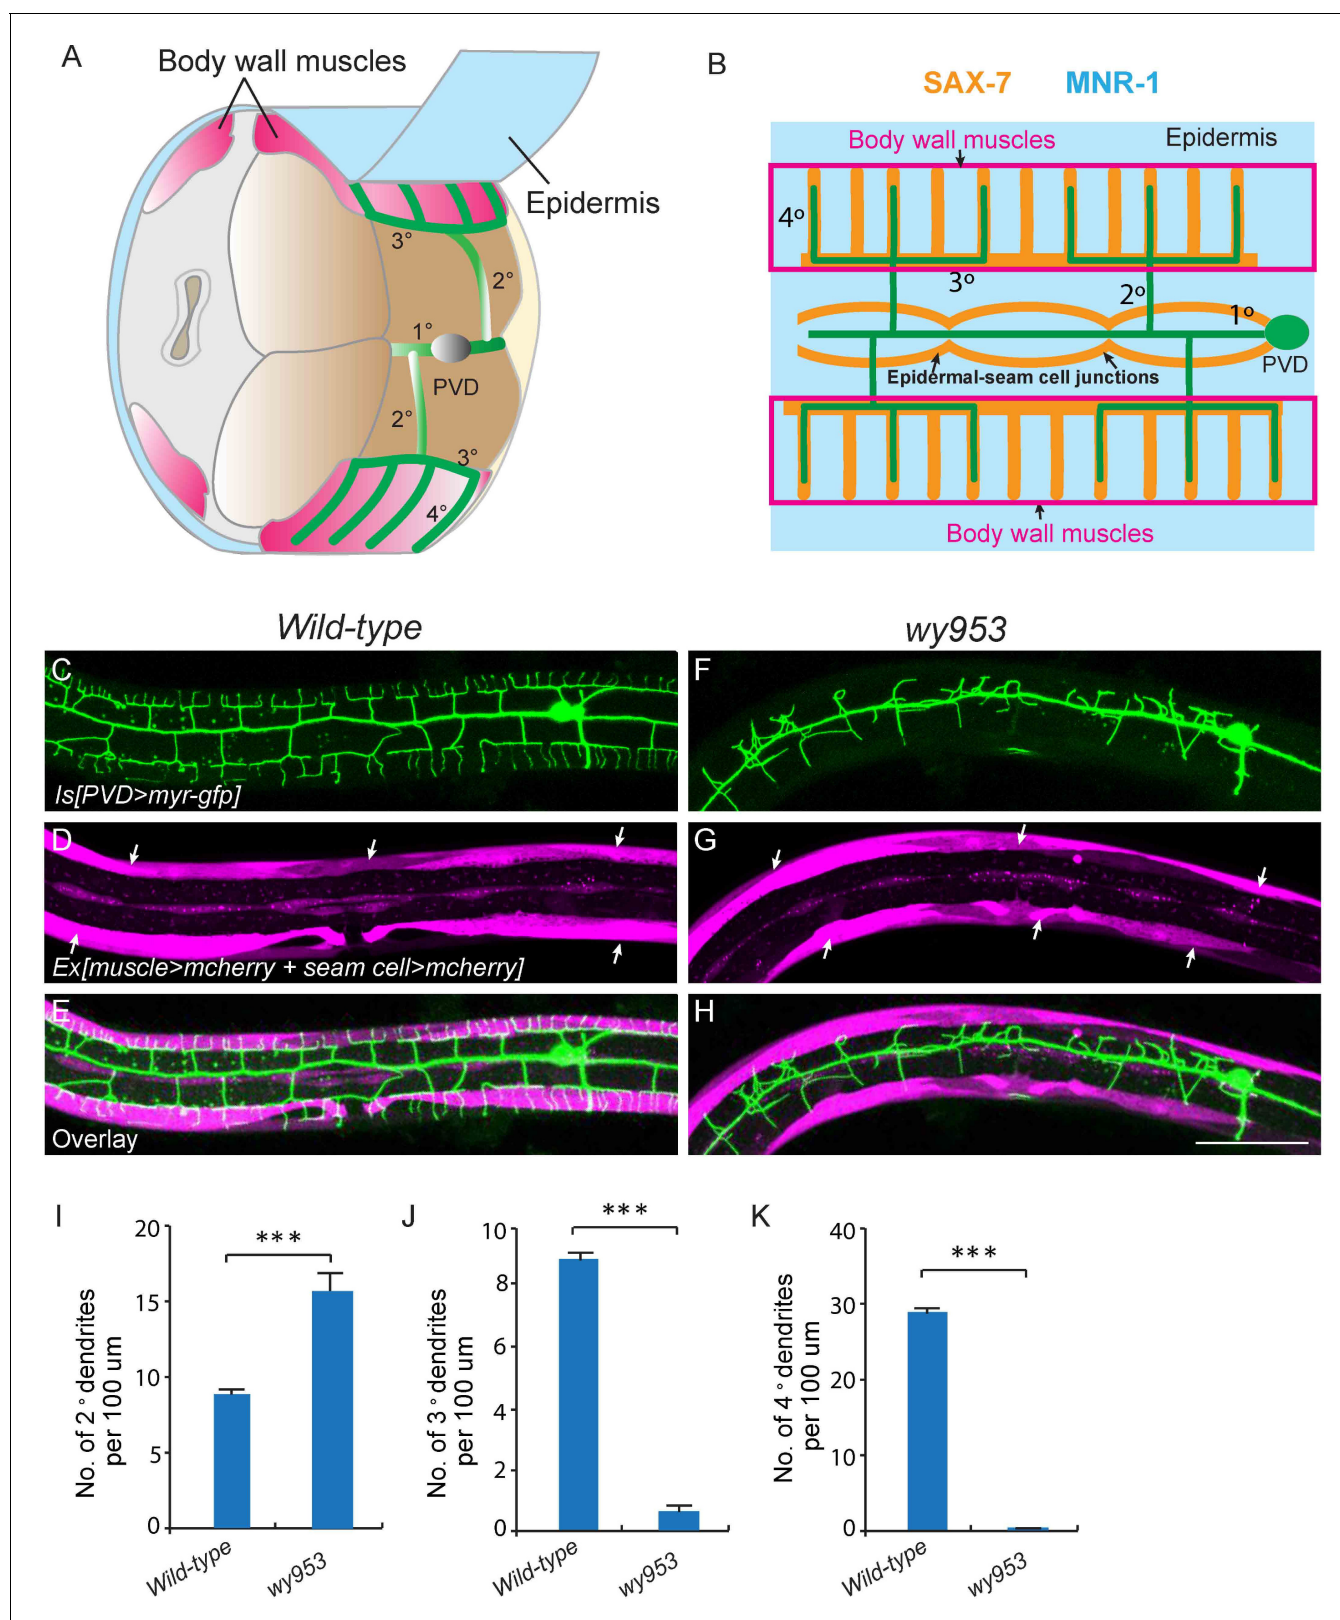 A
Body wall muscles
Epidermis
3°
2°
1°
PVD
2°
3°
4°
B
SAX-7 MNR-1
Body wall muscles
Epidermis
4º
3º
2º
1º
PVD
Epidermal-seam cell junctions
Body wall muscles
Wild-type
wy953
C
Is[PVD>myr-gfp]
F
D
Ex[muscle>mcherry + seam cell>mcherry]
G
E
Overlay
H
I
No. of 2 ° dendrites
per 100 um
20
15
10
5
0
***
Wild-type
wy953
J
No. of 3 ° dendrites
per 100 um
10
8
6
4
2
0
***
Wild-type
wy953
K
No. of 4 ° dendrites
per 100 um
40
30
20
10
0
***
Wild-type
wy953